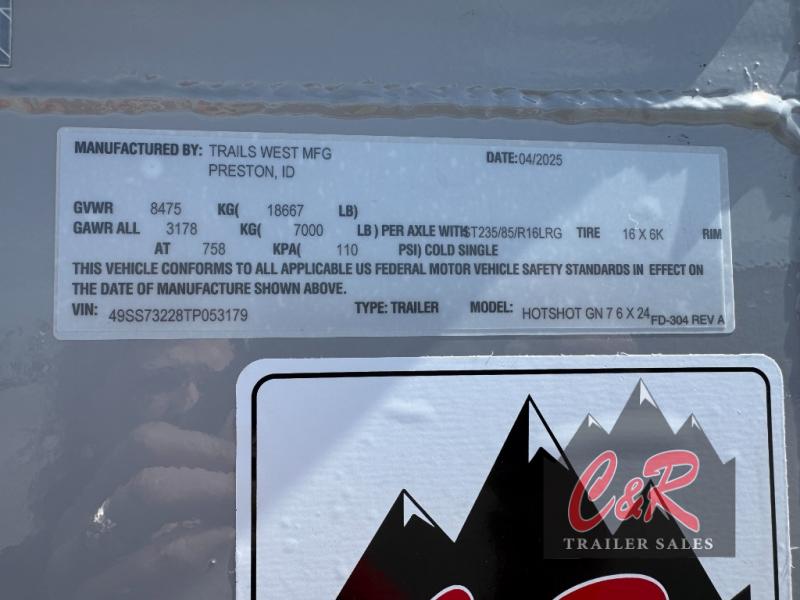 MANUFACTURED BY: TRAILS WEST MFG DATE: 04/2025
PRESTON, ID
GVWR 8475 KG( 18667 LB)
GAWR ALL 3178 KG( 7000 LB) PER AXLE WITH ST235/85/R16LRG TIRE 16 X 6K RIM
AT 758 KPA( 110 PSI) COLD SINGLE
THIS VEHICLE CONFORMS TO ALL APPLICABLE US FEDERAL MOTOR VEHICLE SAFETY STANDARDS IN EFFECT ON
THE DATE OF MANUFACTURE SHOWN ABOVE.
VIN: 49SS73228TP053179 TYPE: TRAILER MODEL: HOTSHOT GN 7 6 X 24 FD-304 REV A
C&R
TRAILER SALES